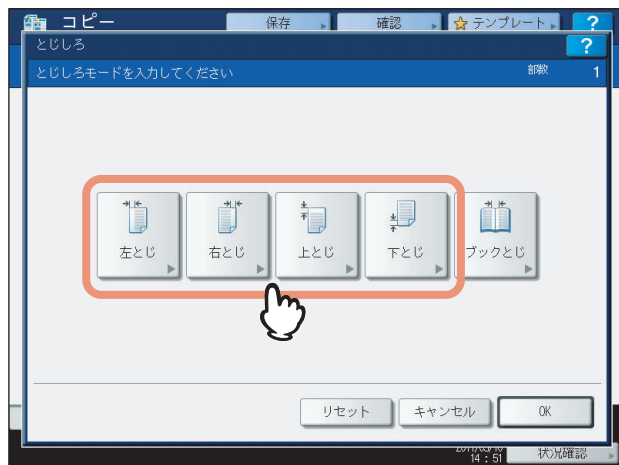 コピー 保存 確認 テンプレート ?
とじしろ ?
とじしろモードを入力してください 部数 1
左とじ 右とじ 上とじ 下とじ ブックとじ
リセット キャンセル OK
14:51 状況確認